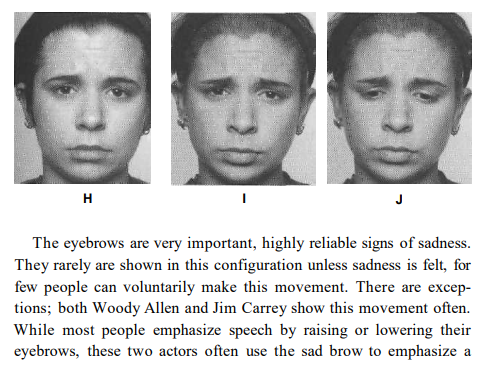 H I J
The eyebrows are very important, highly reliable signs of sadness.
They rarely are shown in this configuration unless sadness is felt, for
few people can voluntarily make this movement. There are excep-
tions; both Woody Allen and Jim Carrey show this movement often.
While most people emphasize speech by raising or lowering their
eyebrows, these two actors often use the sad brow to emphasize a